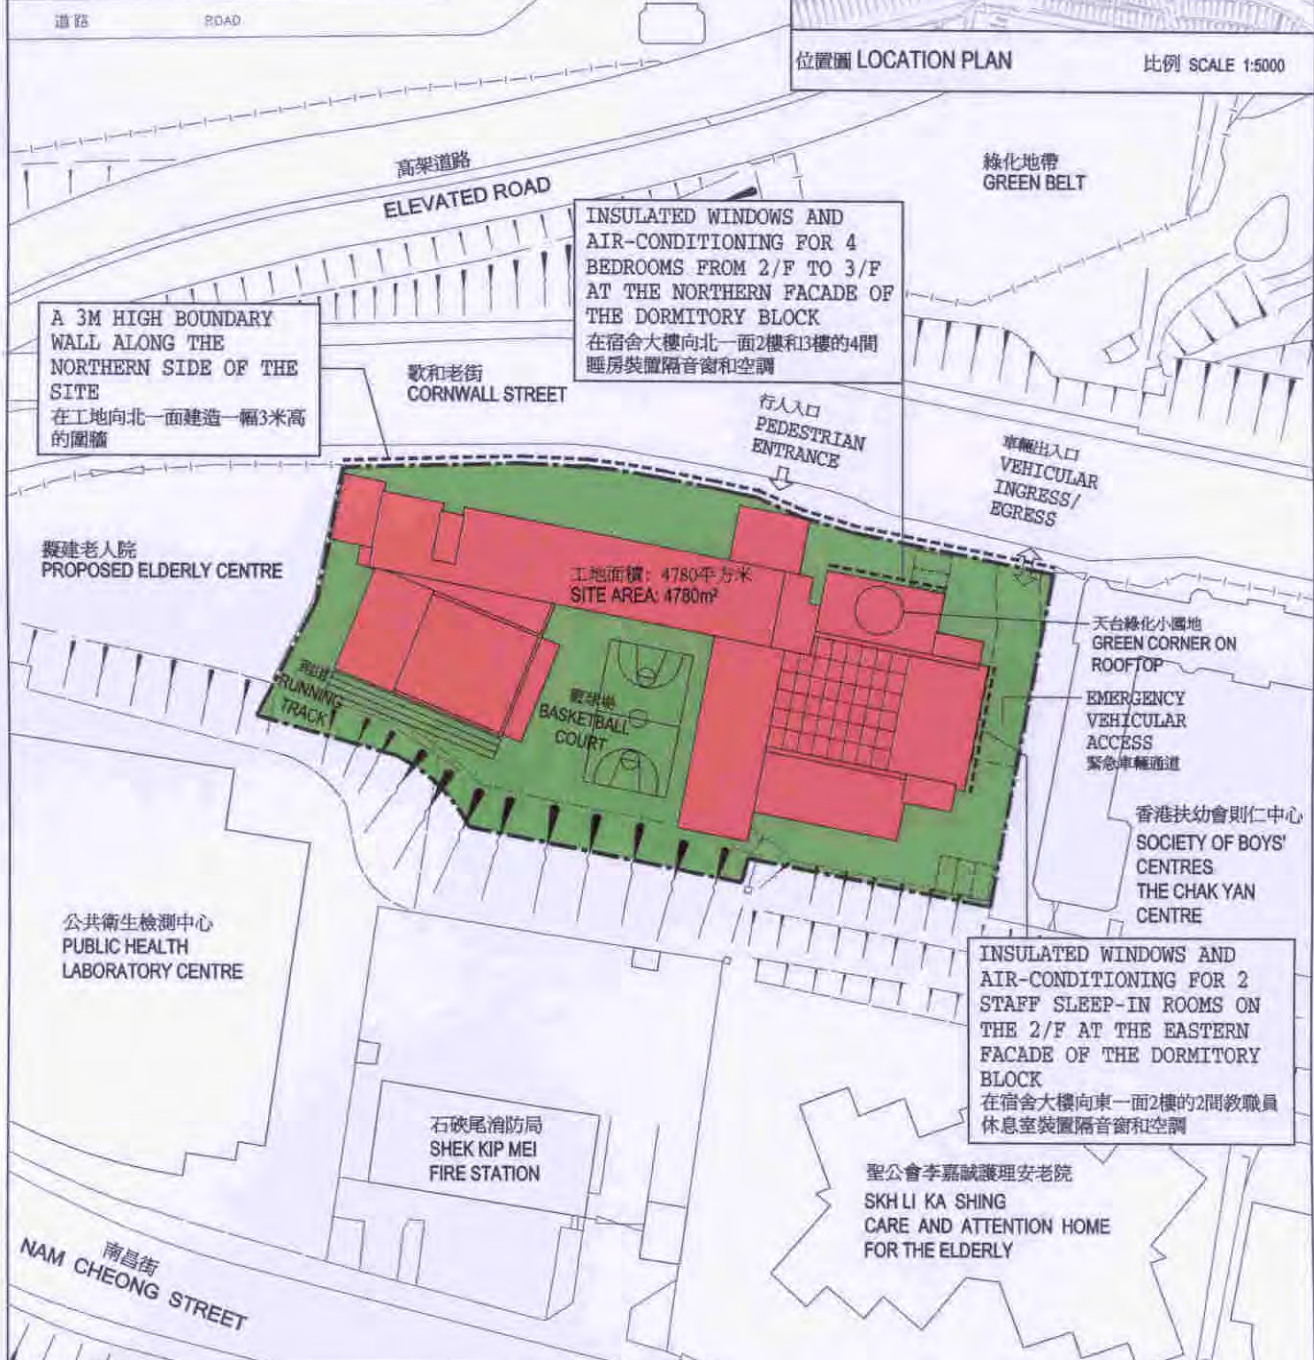 道路
ROAD
位置圖 LOCATION PLAN
比例 SCALE 1:5000
高架道路
ELEVATED ROAD
綠化地帶
GREEN BELT
INSULATED WINDOWS AND
AIR-CONDITIONING FOR 4
BEDROOMS FROM 2/F TO 3/F
AT THE NORTHERN FACADE OF
THE DORMITORY BLOCK
在宿舍大樓向北一面2樓和3樓的4間
睡房裝置隔音窗和空調
A 3M HIGH BOUNDARY
WALL ALONG THE
NORTHERN SIDE OF THE
SITE
在工地向北一面建造一幅3米高
的圍牆
歌和老街
CORNWALL STREET
行人入口
PEDESTRIAN
ENTRANCE
車輛出入口
VEHICULAR
INGRESS/
EGRESS
擬建老人院
PROPOSED ELDERLY CENTRE
工地面積: 4780平方米
SITE AREA: 4780m²
天台綠化小園地
GREEN CORNER ON
ROOFTOP
RUNNING
TRACK
籃球場
BASKETBALL
COURT
EMERGENCY
VEHICULAR
ACCESS
緊急車輛通道
香港扶幼會則仁中心
SOCIETY OF BOYS'
CENTRES
THE CHAK YAN
CENTRE
公共衞生檢測中心
PUBLIC HEALTH
LABORATORY CENTRE
INSULATED WINDOWS AND
AIR-CONDITIONING FOR 2
STAFF SLEEP-IN ROOMS ON
THE 2/F AT THE EASTERN
FACADE OF THE DORMITORY
BLOCK
在宿舍大樓向東一面2樓的2間教職員
休息室裝置隔音窗和空調
石硤尾消防局
SHEK KIP MEI
FIRE STATION
聖公會李嘉誠護理安老院
SKH LI KA SHING
CARE AND ATTENTION HOME
FOR THE ELDERLY
南昌街
NAM CHEONG STREET